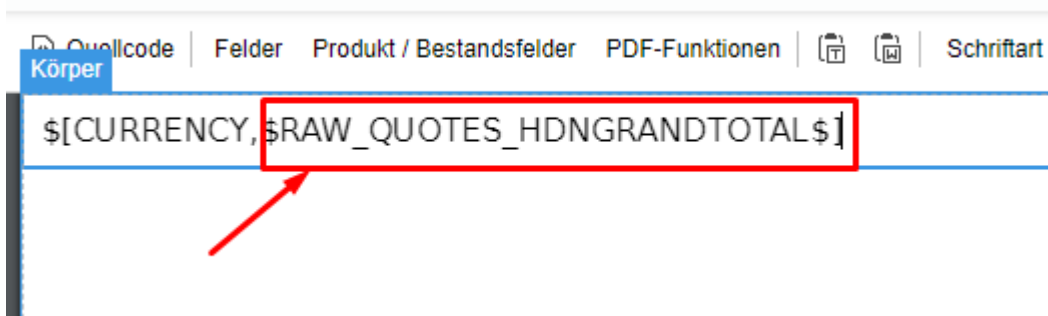 Quellcode Felder Produkt / Bestandsfelder PDF-Funktionen Schriftart
Körper
$[CURRENCY,$RAW_QUOTES_HDNGRANDTOTAL$]